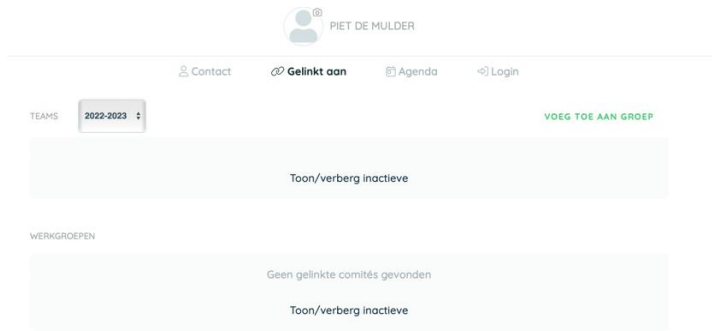 PIET DE MULDER
Contact Gelinkt aan Agenda Login
TEAMS 2022-2023 VOEG TOE AAN GROEP
Toon/verberg inactieve
WERKGROEPEN
Geen gelinkte comités gevonden
Toon/verberg inactieve